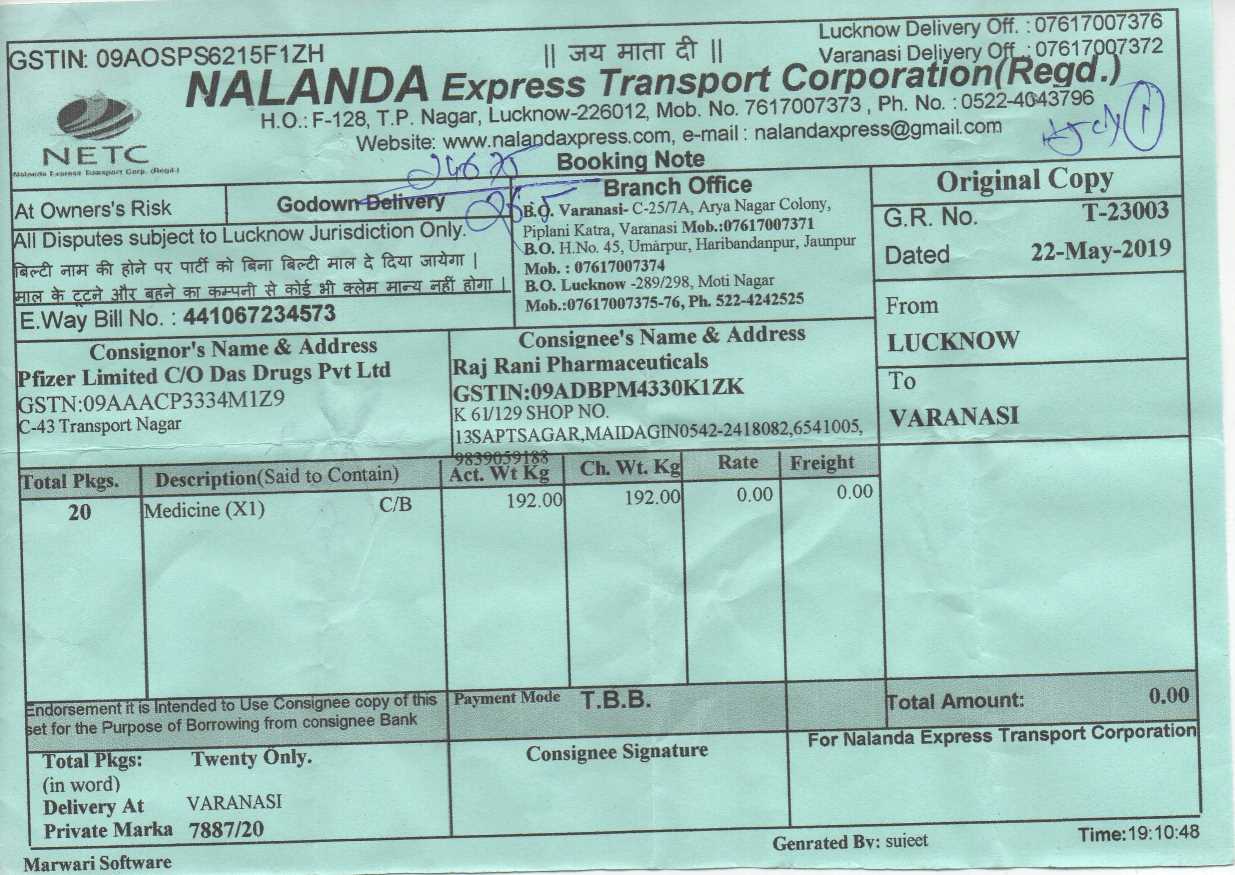 GSTIN: 09AOSPS6215F1ZH
|| जय माता दी ||
Lucknow Delivery Off. : 07617007376
Varanasi Deliyery Off. : 07617007372
NALANDA Express Transport Corporation(Regd.)
H.O.: F-128, T.P. Nagar, Lucknow-226012, Mob. No. 7617007373 , Ph. No. : 0522-4043796
Website: www.nalandaxpress.com, e-mail : nalandaxpress@gmail.com
NETC
Nalanda Express Transport Corp. (Regd.)
Booking Note
At Owners's Risk
Godown Delivery
All Disputes subject to Lucknow Jurisdiction Only.
बिल्टी नाम की होने पर पार्टी को बिना बिल्टी माल दे दिया जायेगा |
माल के टूटने और बहने का कम्पनी से कोई भी क्लेम मान्य नहीं होगा |
E.Way Bill No. : 441067234573
Branch Office
B.O. Varanasi- C-25/7A, Arya Nagar Colony,
Piplani Katra, Varanasi Mob.:07617007371
B.O. H.No. 45, Umarpur, Haribandanpur, Jaunpur
Mob. : 07617007374
B.O. Lucknow -289/298, Moti Nagar
Mob.:07617007375-76, Ph. 522-4242525
Original Copy
G.R. No. T-23003
Dated 22-May-2019
From
LUCKNOW
To
VARANASI
Consignor's Name & Address
Pfizer Limited C/O Das Drugs Pvt Ltd
GSTN:09AAACP3334M1Z9
C-43 Transport Nagar
Consignee's Name & Address
Raj Rani Pharmaceuticals
GSTIN:09ADBPM4330K1ZK
K 61/129 SHOP NO.
13SAPTSAGAR,MAIDAGIN0542-2418082,6541005,
9839059188
Total Pkgs. Description(Said to Contain) Act. Wt Kg Ch. Wt. Kg Rate Freight
20 Medicine (X1) C/B 192.00 192.00 0.00 0.00
Endorsement it is Intended to Use Consignee copy of this
set for the Purpose of Borrowing from consignee Bank
Payment Mode T.B.B.
Total Amount: 0.00
Total Pkgs: Twenty Only.
(in word)
Delivery At VARANASI
Private Marka 7887/20
Consignee Signature
For Nalanda Express Transport Corporation
Genrated By: sujeet
Time:19:10:48
Marwari Software